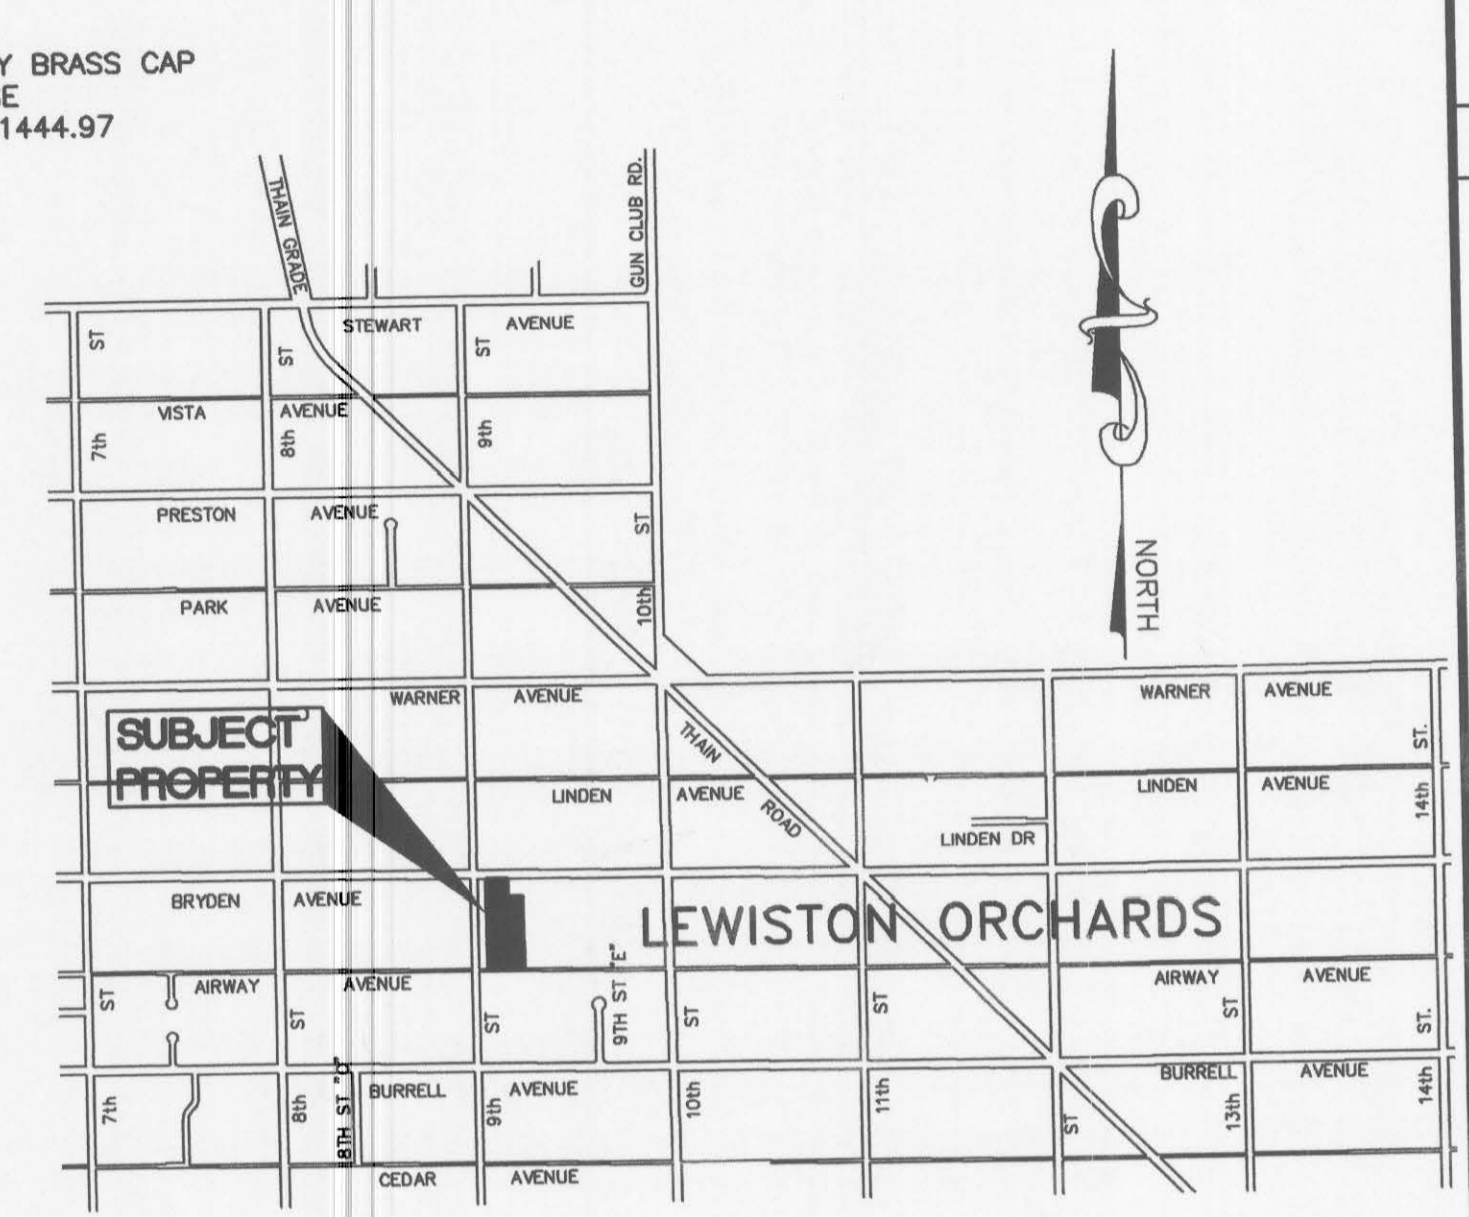 Y BRASS CAP
E
1444.97
THAIN GRADE
GUN CLUB RD.
STEWART AVENUE
ST
ST
ST
VISTA AVENUE
7th
8th
9th
PRESTON AVENUE
ST
NORTH
PARK AVENUE
10th
WARNER AVENUE
WARNER AVENUE
SUBJECT
PROPERTY
THAIN ROAD
ST.
LINDEN AVENUE
LINDEN AVENUE
14th
LINDEN DR
BRYDEN AVENUE
LEWISTON ORCHARDS
AIRWAY AVENUE
AIRWAY AVENUE
ST
ST
ST
9TH ST "E"
ST
ST
ST
ST.
BURRELL AVENUE
BURRELL AVENUE
7th
8th
8TH ST
9th
10th
11th
ST
13th
14th
CEDAR AVENUE